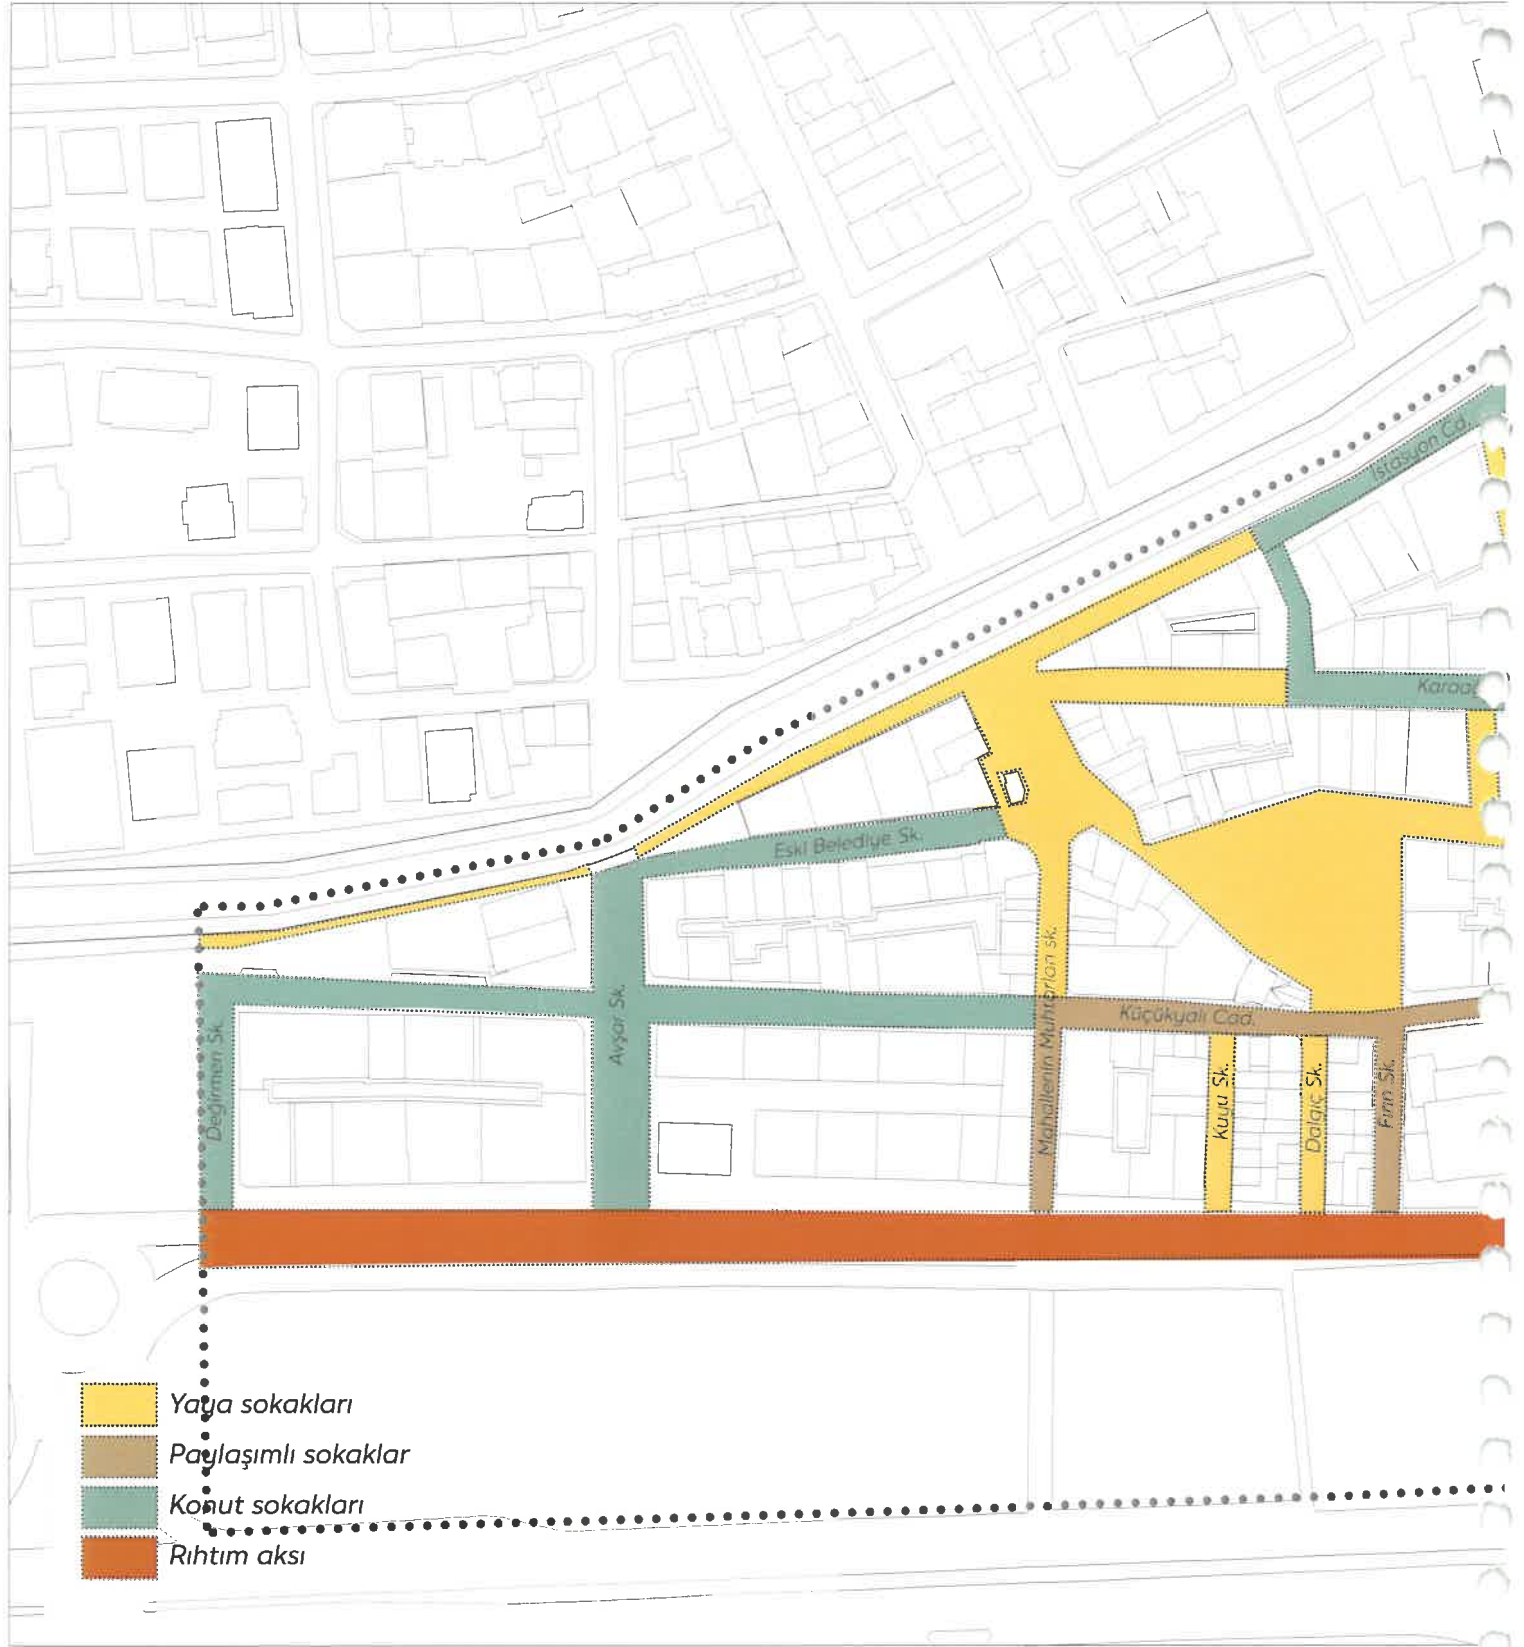 İstasyon Cd.
Eski Belediye Sk.
Mahallenin Muhtarları sk.
Küçükyalı Cad.
Değirmen Sk.
Avşar Sk.
Kuyu Sk.
Dalgıç Sk.
Fırın Sk.
Yaya sokakları
Paylaşımlı sokaklar
Konut sokakları
Rıhtım aksı